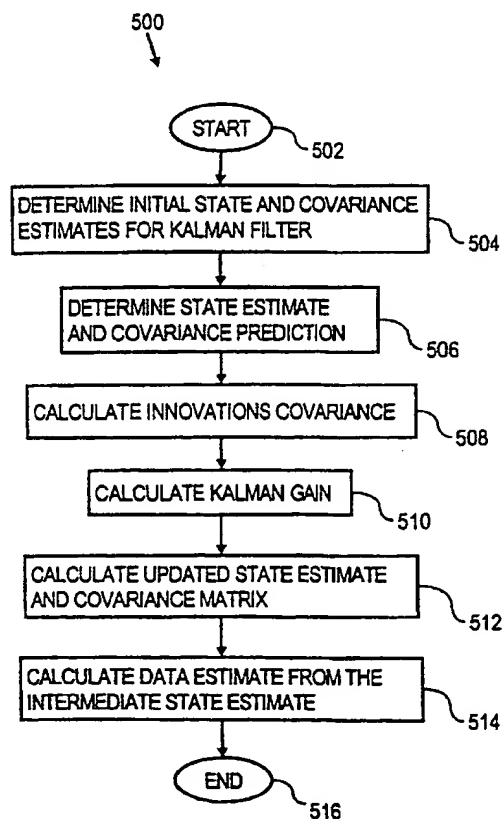 500
START
502
DETERMINE INITIAL STATE AND COVARIANCE
ESTIMATES FOR KALMAN FILTER
504
DETERMINE STATE ESTIMATE
AND COVARIANCE PREDICTION
506
CALCULATE INNOVATIONS COVARIANCE
508
CALCULATE KALMAN GAIN
510
CALCULATE UPDATED STATE ESTIMATE
AND COVARIANCE MATRIX
512
CALCULATE DATA ESTIMATE FROM THE
INTERMEDIATE STATE ESTIMATE
514
END
516